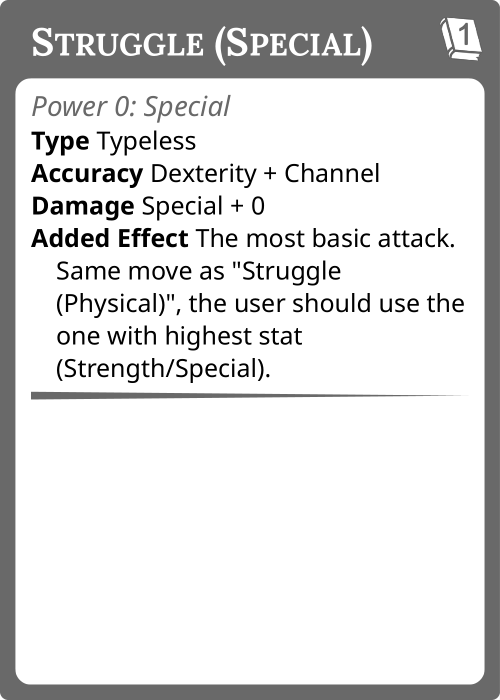 STRUGGLE (SPECIAL)
1
Power 0: Special
Type Typeless
Accuracy Dexterity + Channel
Damage Special + 0
Added Effect The most basic attack.
Same move as "Struggle
(Physical)", the user should use the
one with highest stat
(Strength/Special).